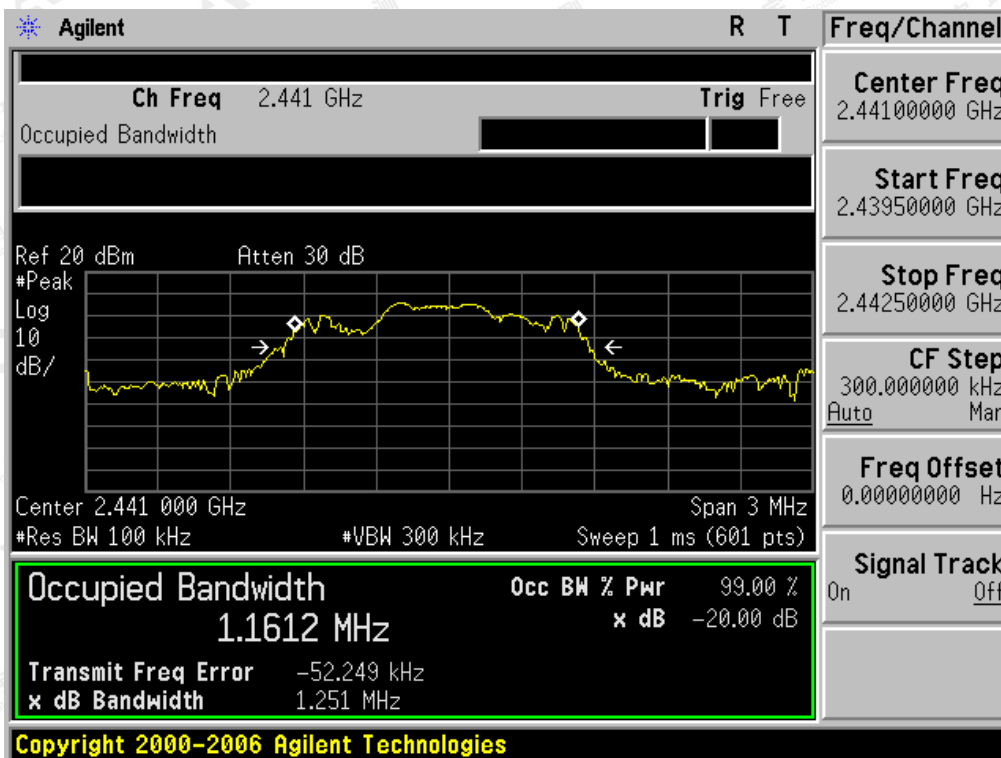 Agilent R T Freq/Channel
Ch Freq 2.441 GHz Trig Free
Occupied Bandwidth
Center Freq
2.44100000 GHz
Start Freq
2.43950000 GHz
Stop Freq
2.44250000 GHz
CF Step
300.000000 kHz
Auto Man
Freq Offset
0.00000000 Hz
Signal Track
On Off
Ref 20 dBm Atten 30 dB
#Peak
Log
10
dB/
Center 2.441 000 GHz Span 3 MHz
#Res BW 100 kHz #VBW 300 kHz Sweep 1 ms (601 pts)
Occupied Bandwidth Occ BW % Pwr 99.00 %
1.1612 MHz x dB -20.00 dB
Transmit Freq Error -52.249 kHz
x dB Bandwidth 1.251 MHz
Copyright 2000-2006 Agilent Technologies